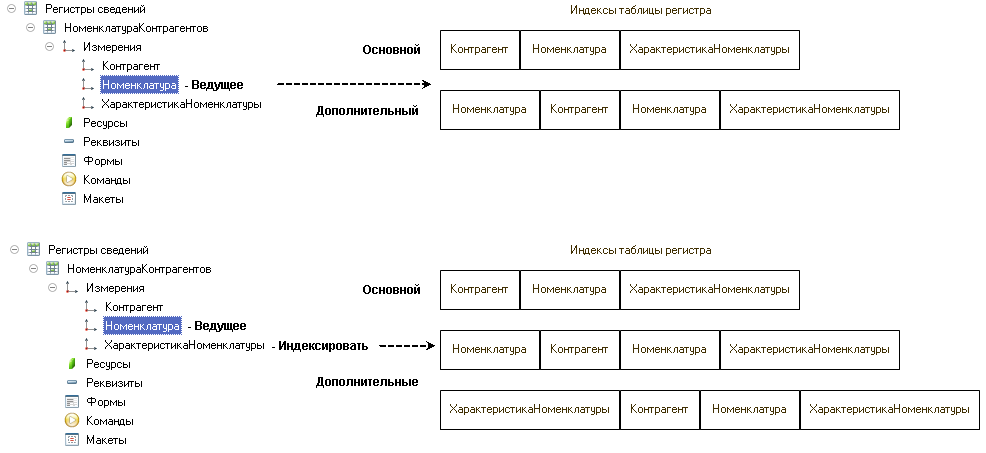 Регистры сведений
Индексы таблицы регистра
НоменклатураКонтрагентов
Измерения
Основной
Контрагент Номенклатура ХарактеристикаНоменклатуры
Контрагент
Номенклатура - Ведущее
ХарактеристикаНоменклатуры
Дополнительный
Номенклатура Контрагент Номенклатура ХарактеристикаНоменклатуры
Ресурсы
Реквизиты
Формы
Команды
Макеты
Регистры сведений
Индексы таблицы регистра
НоменклатураКонтрагентов
Измерения
Основной
Контрагент Номенклатура ХарактеристикаНоменклатуры
Контрагент
Номенклатура - Ведущее
ХарактеристикаНоменклатуры - Индексировать
Номенклатура Контрагент Номенклатура ХарактеристикаНоменклатуры
Ресурсы
Реквизиты
Дополнительные
Формы
ХарактеристикаНоменклатуры Контрагент Номенклатура ХарактеристикаНоменклатуры
Команды
Макеты